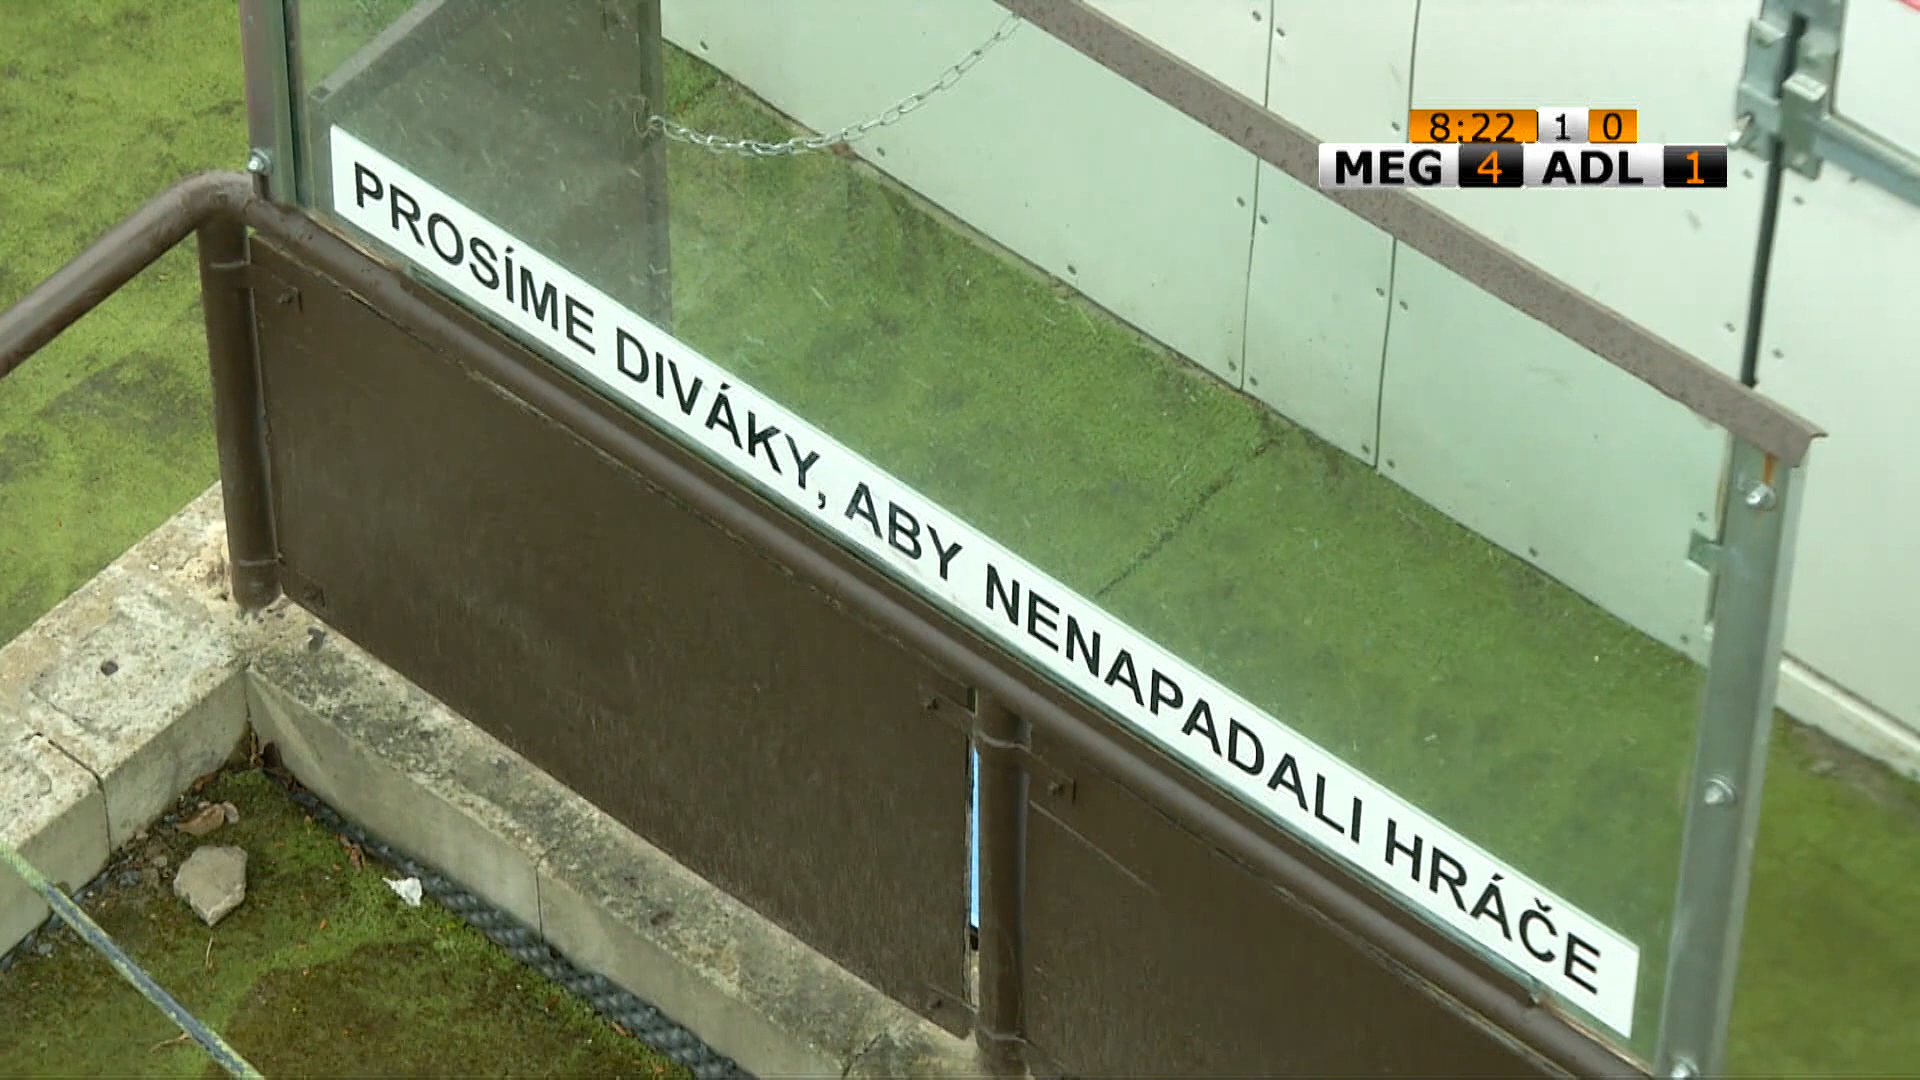 8:22 1 0
MEG 4 ADL 1
PROSÍME DIVÁKY, ABY NENAPADALI HRÁČE